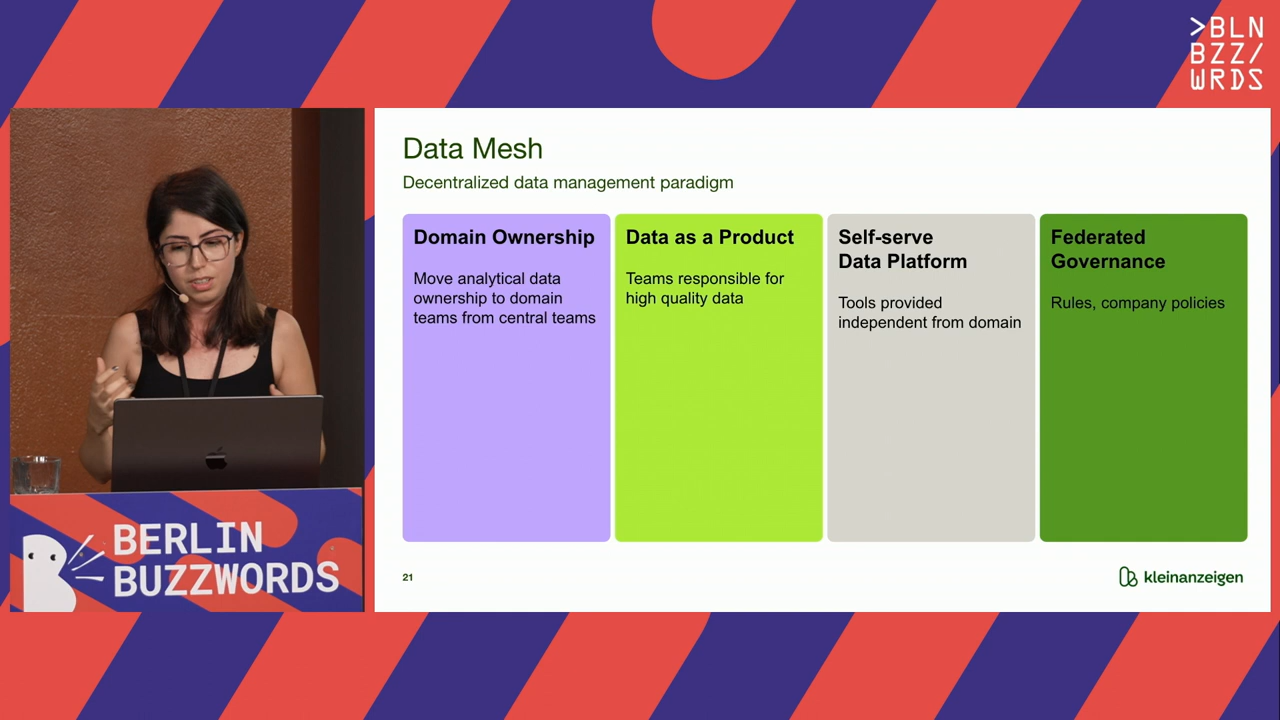 >BLN
BZZ/
WRDS
Data Mesh
Decentralized data management paradigm
Domain Ownership
Move analytical data
ownership to domain
teams from central teams
Data as a Product
Teams responsible for
high quality data
Self-serve
Data Platform
Tools provided
independent from domain
Federated
Governance
Rules, company policies
21
kleinanzeigen
BERLIN
BUZZWORDS